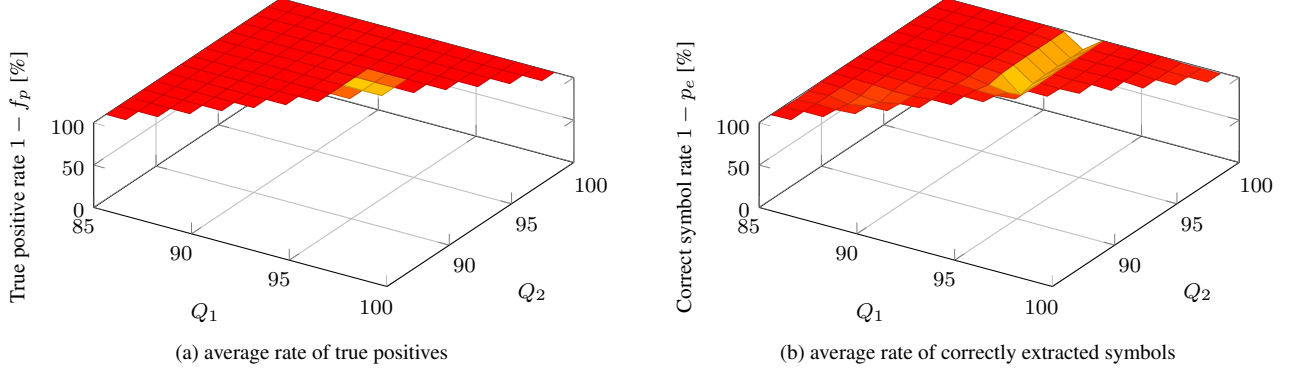 True positive rate 1 − f_p [%]
100
50
0
85
90
95
100
Q_1
90
95
100
Q_2
(a) average rate of true positives
Correct symbol rate 1 − p_e [%]
100
50
0
85
90
95
100
Q_1
90
95
100
Q_2
(b) average rate of correctly extracted symbols